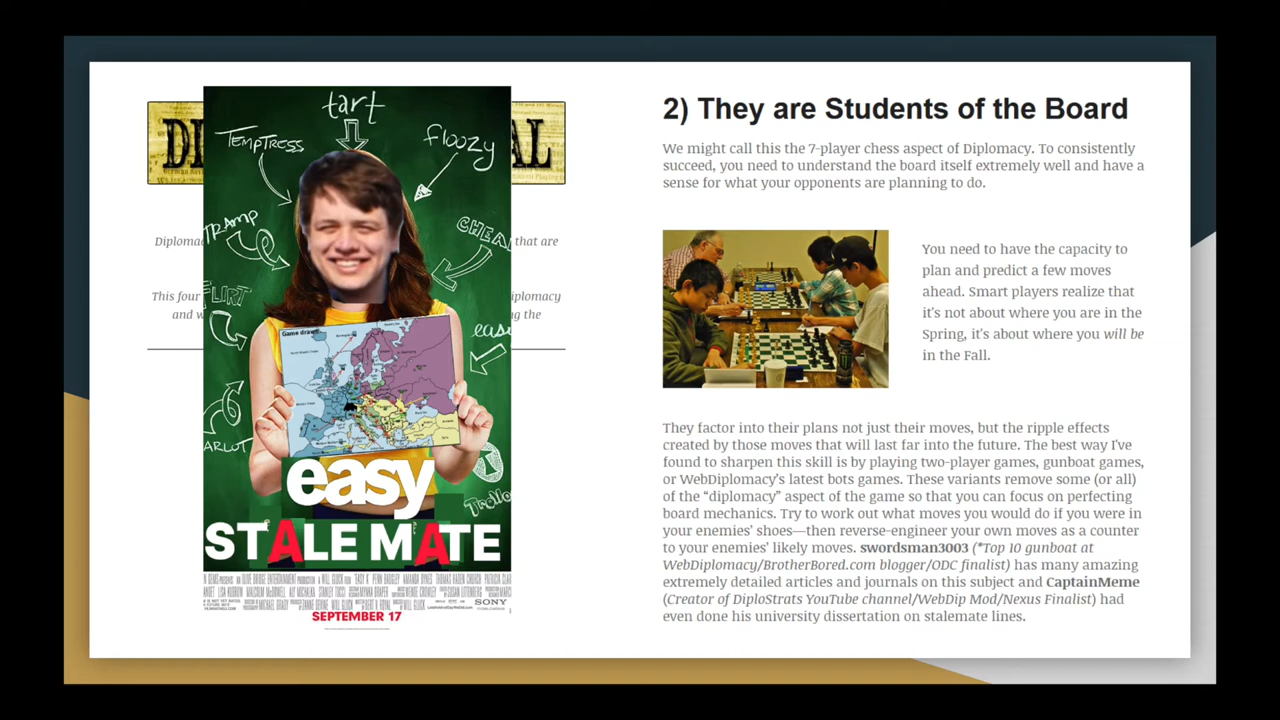 DI
AL
Diplomac
that are
This four
iplomacy
and w
g the
tart
TEMPTRESS
floozy
TRAMP
CHEA
FLIRT
easy
ARLOT
Game drawn
easy
STALE MATE
SONY
SEPTEMBER 17
2) They are Students of the Board
We might call this the 7-player chess aspect of Diplomacy. To consistently
succeed, you need to understand the board itself extremely well and have a
sense for what your opponents are planning to do.
You need to have the capacity to
plan and predict a few moves
ahead. Smart players realize that
it's not about where you are in the
Spring, it's about where you will be
in the Fall.
They factor into their plans not just their moves, but the ripple effects
created by those moves that will last far into the future. The best way I've
found to sharpen this skill is by playing two-player games, gunboat games,
or WebDiplomacy's latest bots games. These variants remove some (or all)
of the “diplomacy” aspect of the game so that you can focus on perfecting
board mechanics. Try to work out what moves you would do if you were in
your enemies' shoes—then reverse-engineer your own moves as a counter
to your enemies' likely moves. swordsman3003 (*Top 10 gunboat at
WebDiplomacy/BrotherBored.com blogger/ODC finalist) has many amazing
extremely detailed articles and journals on this subject and CaptainMeme
(Creator of DiploStrats YouTube channel/WebDip Mod/Nexus Finalist) had
even done his university dissertation on stalemate lines.